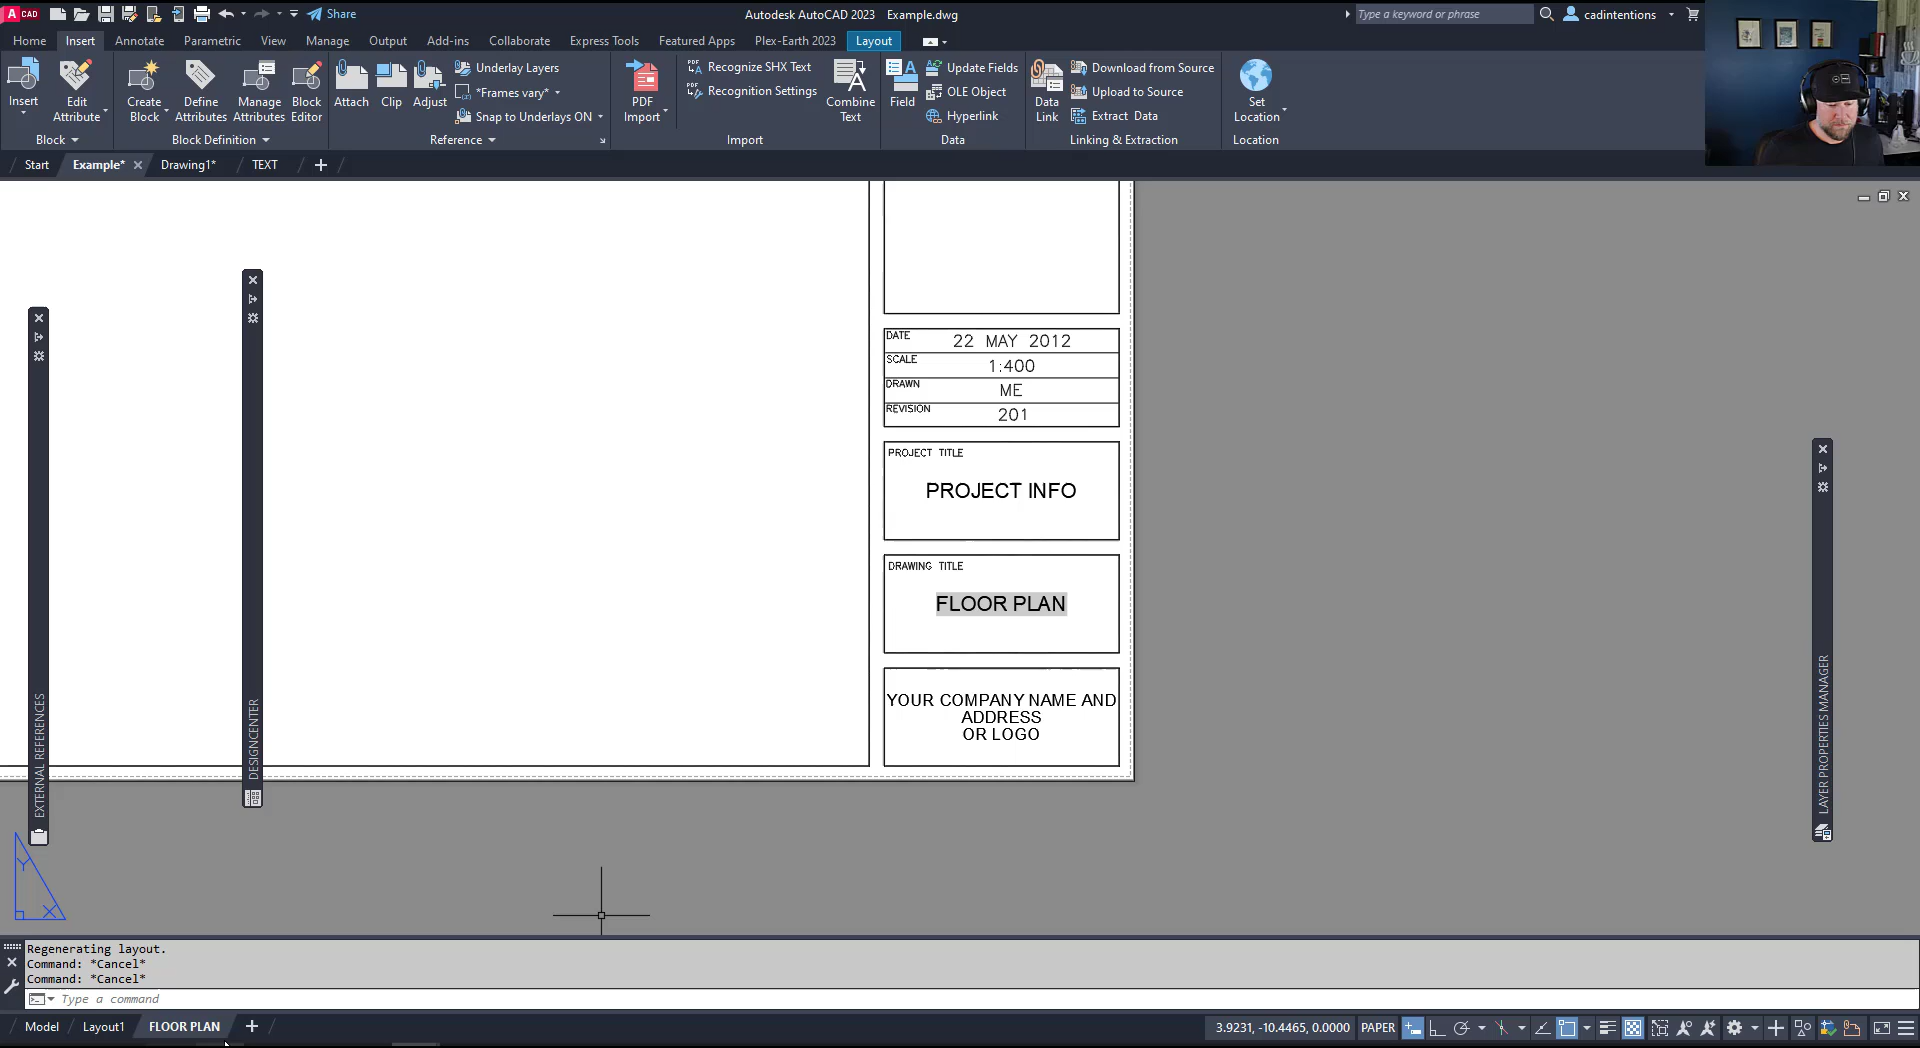 CAD
Share
Autodesk AutoCAD 2023 Example.dwg
Type a keyword or phrase
cadintentions
Home Insert Annotate Parametric View Manage Output Add-ins Collaborate Express Tools Featured Apps Plex-Earth 2023 Layout
Insert
Edit
Attribute
Create
Block
Define
Attributes
Manage
Attributes
Block
Editor
Attach
Clip
Adjust
Underlay Layers
*Frames vary*
Snap to Underlays ON
PDF
Import
Recognize SHX Text
Recognition Settings
Combine
Text
Field
Update Fields
OLE Object
Hyperlink
Data
Link
Download from Source
Upload to Source
Extract Data
Set
Location
Block
Block Definition
Reference
Import
Data
Linking & Extraction
Location
Start Example* Drawing1* TEXT
DATE 22 MAY 2012
SCALE 1:400
DRAWN ME
REVISION 201
PROJECT TITLE
PROJECT INFO
DRAWING TITLE
FLOOR PLAN
YOUR COMPANY NAME AND
ADDRESS
OR LOGO
EXTERNAL REFERENCES
DESIGNCENTER
LAYER PROPERTIES MANAGER
Y
X
Regenerating layout.
Command: *Cancel*
Command: *Cancel*
Type a command
Model Layout1 FLOOR PLAN
3.9231, -10.4465, 0.0000 PAPER